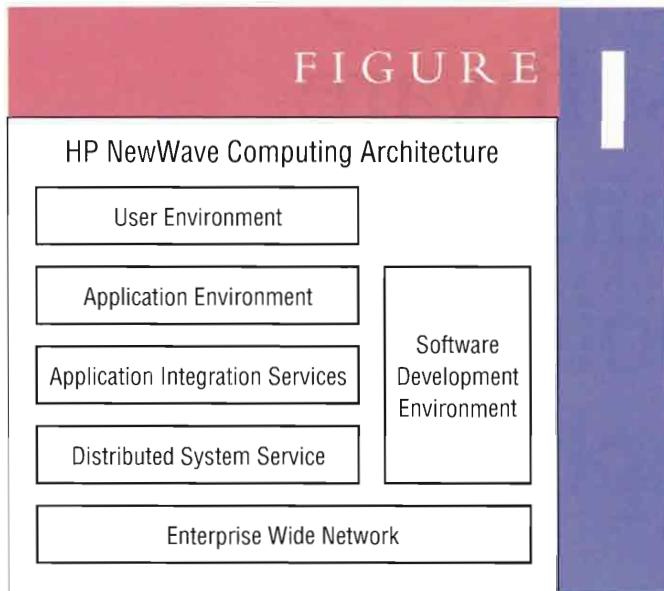 FIGURE
1
HP NewWave Computing Architecture
User Environment
Application Environment
Application Integration Services
Distributed System Service
Software
Development
Environment
Enterprise Wide Network